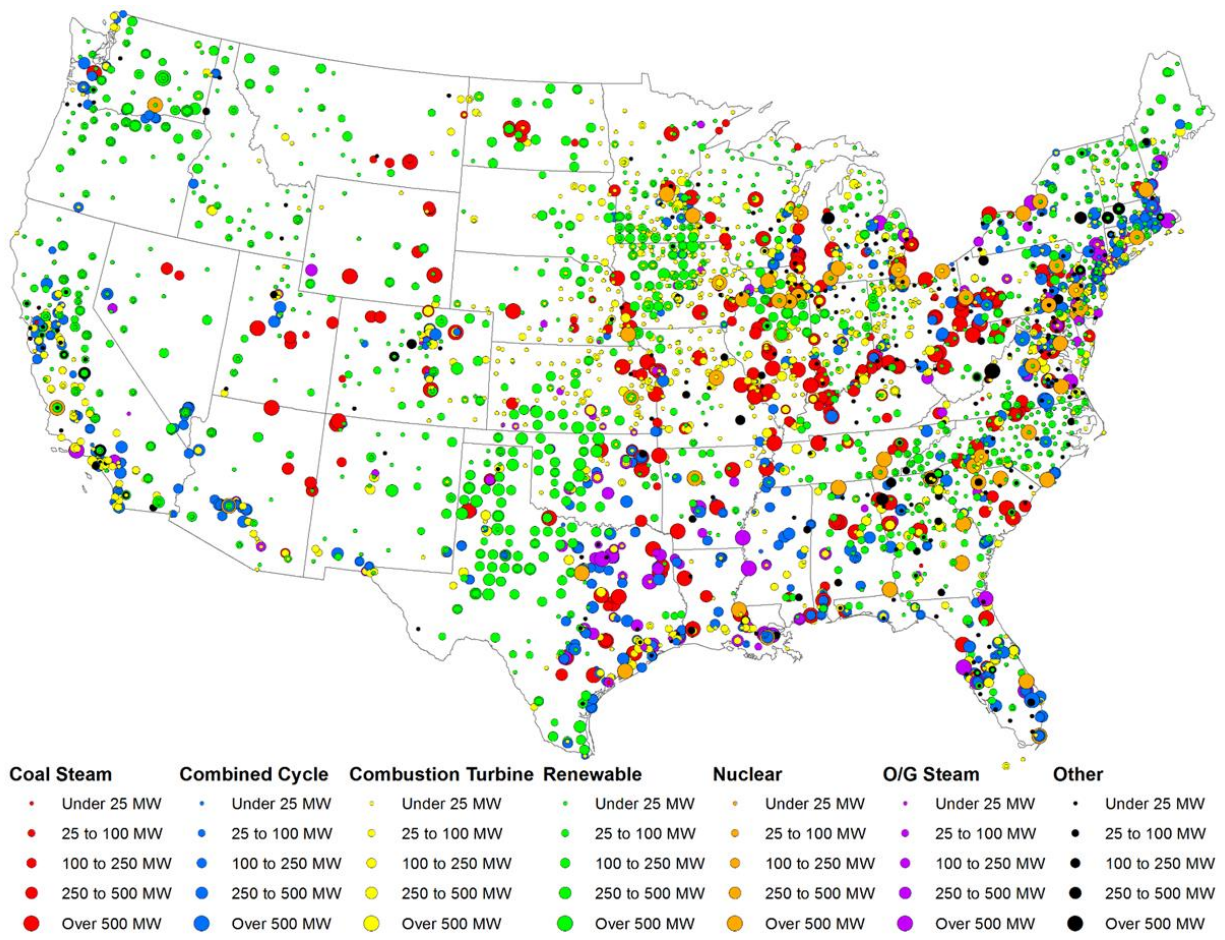 Coal Steam Combined Cycle Combustion Turbine Renewable Nuclear O/G Steam Other
Under 25 MW Under 25 MW Under 25 MW Under 25 MW Under 25 MW Under 25 MW Under 25 MW
25 to 100 MW 25 to 100 MW 25 to 100 MW 25 to 100 MW 25 to 100 MW 25 to 100 MW 25 to 100 MW
100 to 250 MW 100 to 250 MW 100 to 250 MW 100 to 250 MW 100 to 250 MW 100 to 250 MW 100 to 250 MW
250 to 500 MW 250 to 500 MW 250 to 500 MW 250 to 500 MW 250 to 500 MW 250 to 500 MW 250 to 500 MW
Over 500 MW Over 500 MW Over 500 MW Over 500 MW Over 500 MW Over 500 MW Over 500 MW